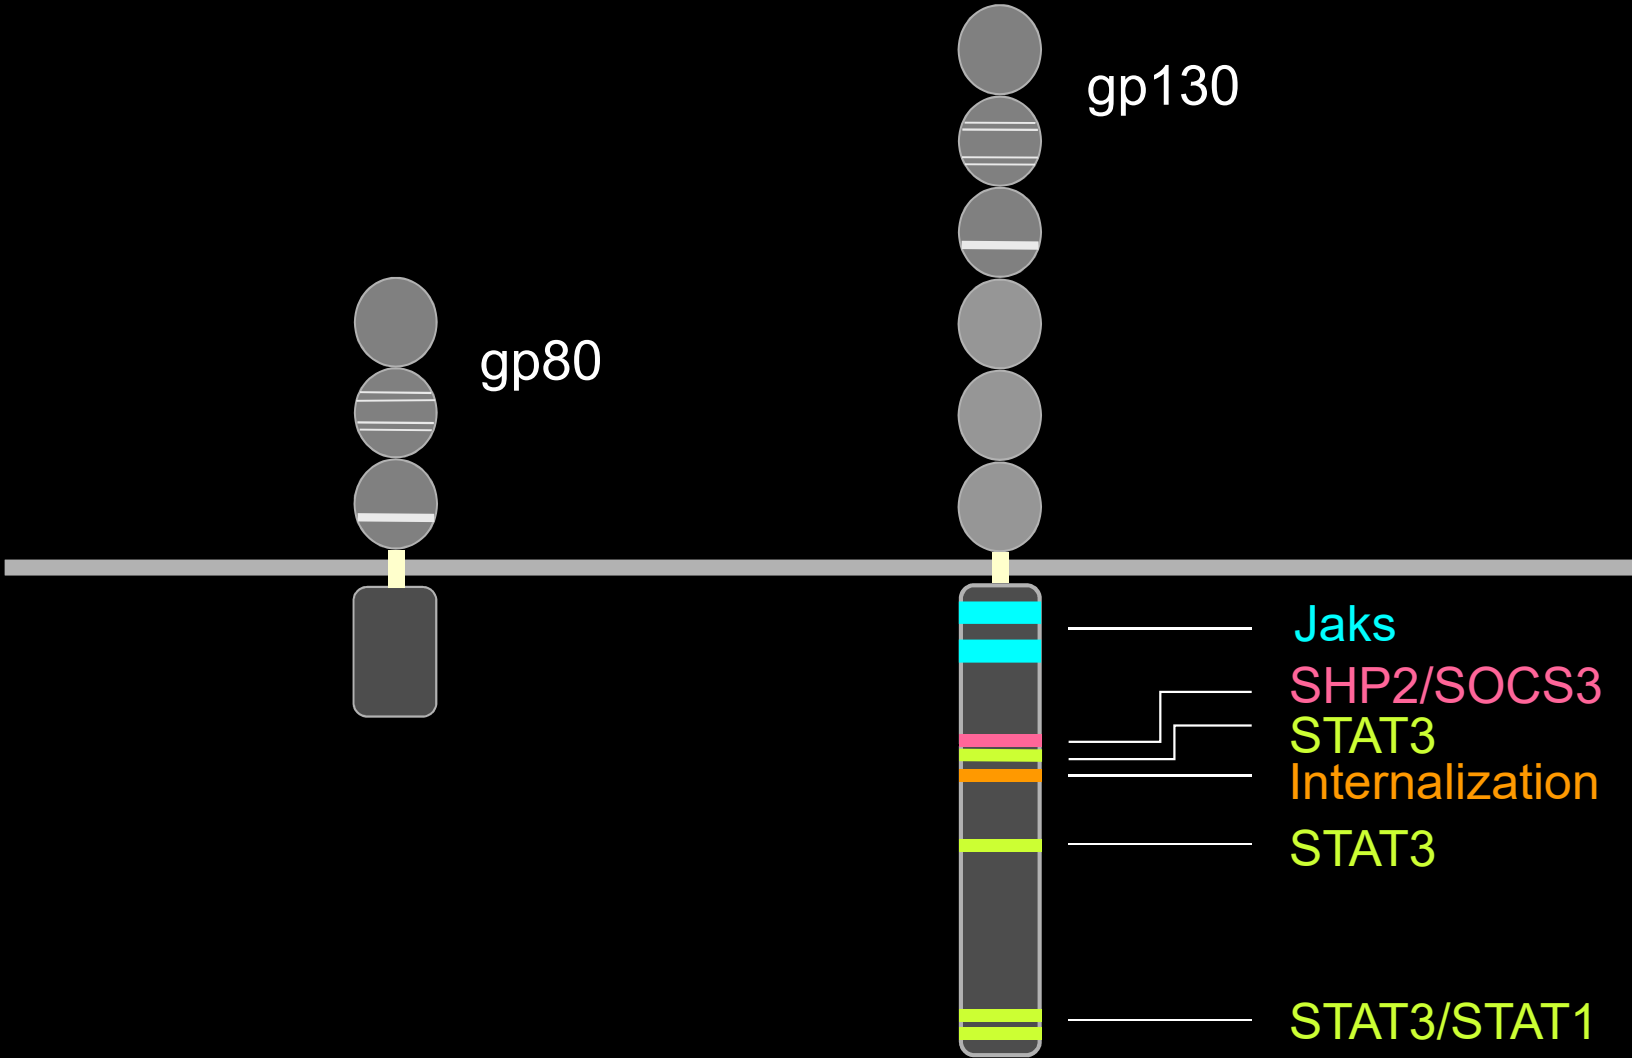 gp130
gp80
Jaks
SHP2/SOCS3
STAT3
Internalization
STAT3
STAT3/STAT1